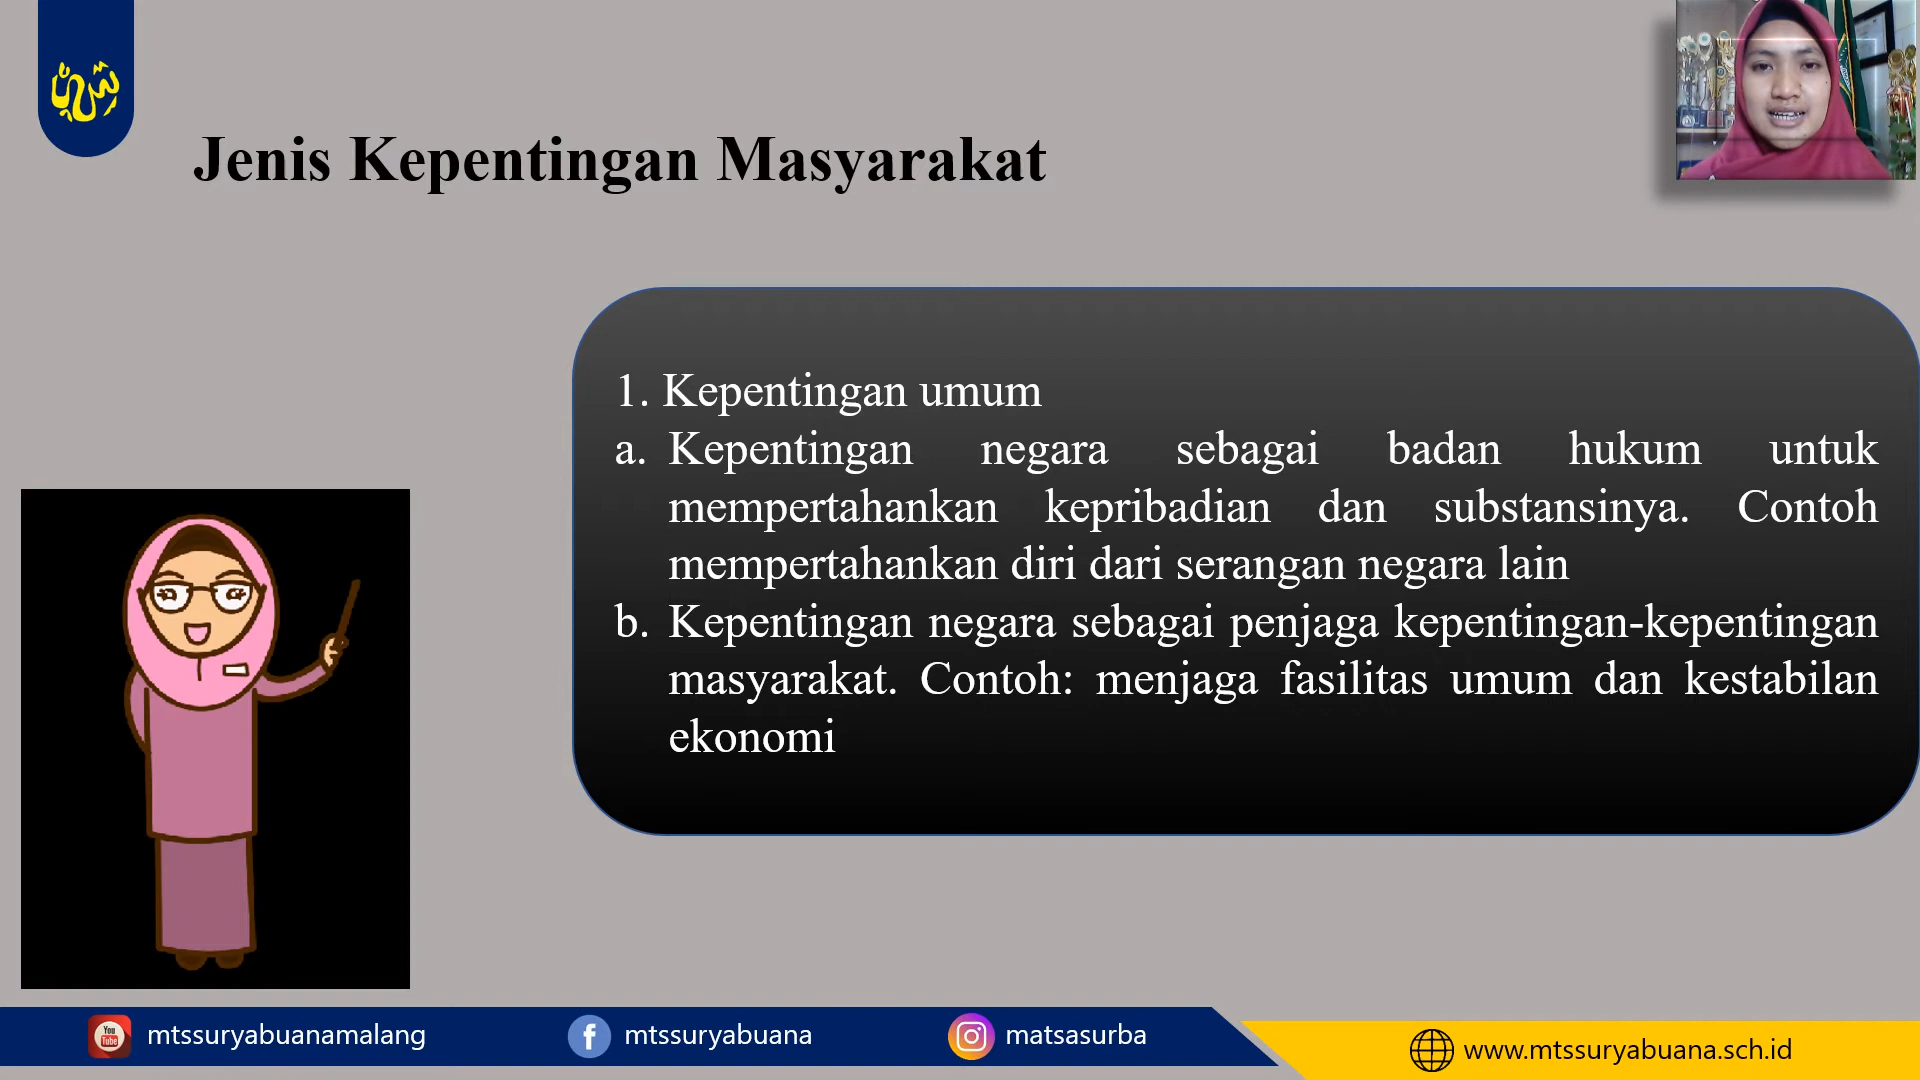 Jenis Kepentingan Masyarakat
1. Kepentingan umum
a. Kepentingan negara sebagai badan hukum untuk
mempertahankan kepribadian dan substansinya. Contoh
mempertahankan diri dari serangan negara lain
b. Kepentingan negara sebagai penjaga kepentingan-kepentingan
masyarakat. Contoh: menjaga fasilitas umum dan kestabilan
ekonomi
You Tube mtssuryabuanamalang
f mtssuryabuana
matsasurba
www.mtssuryabuana.sch.id